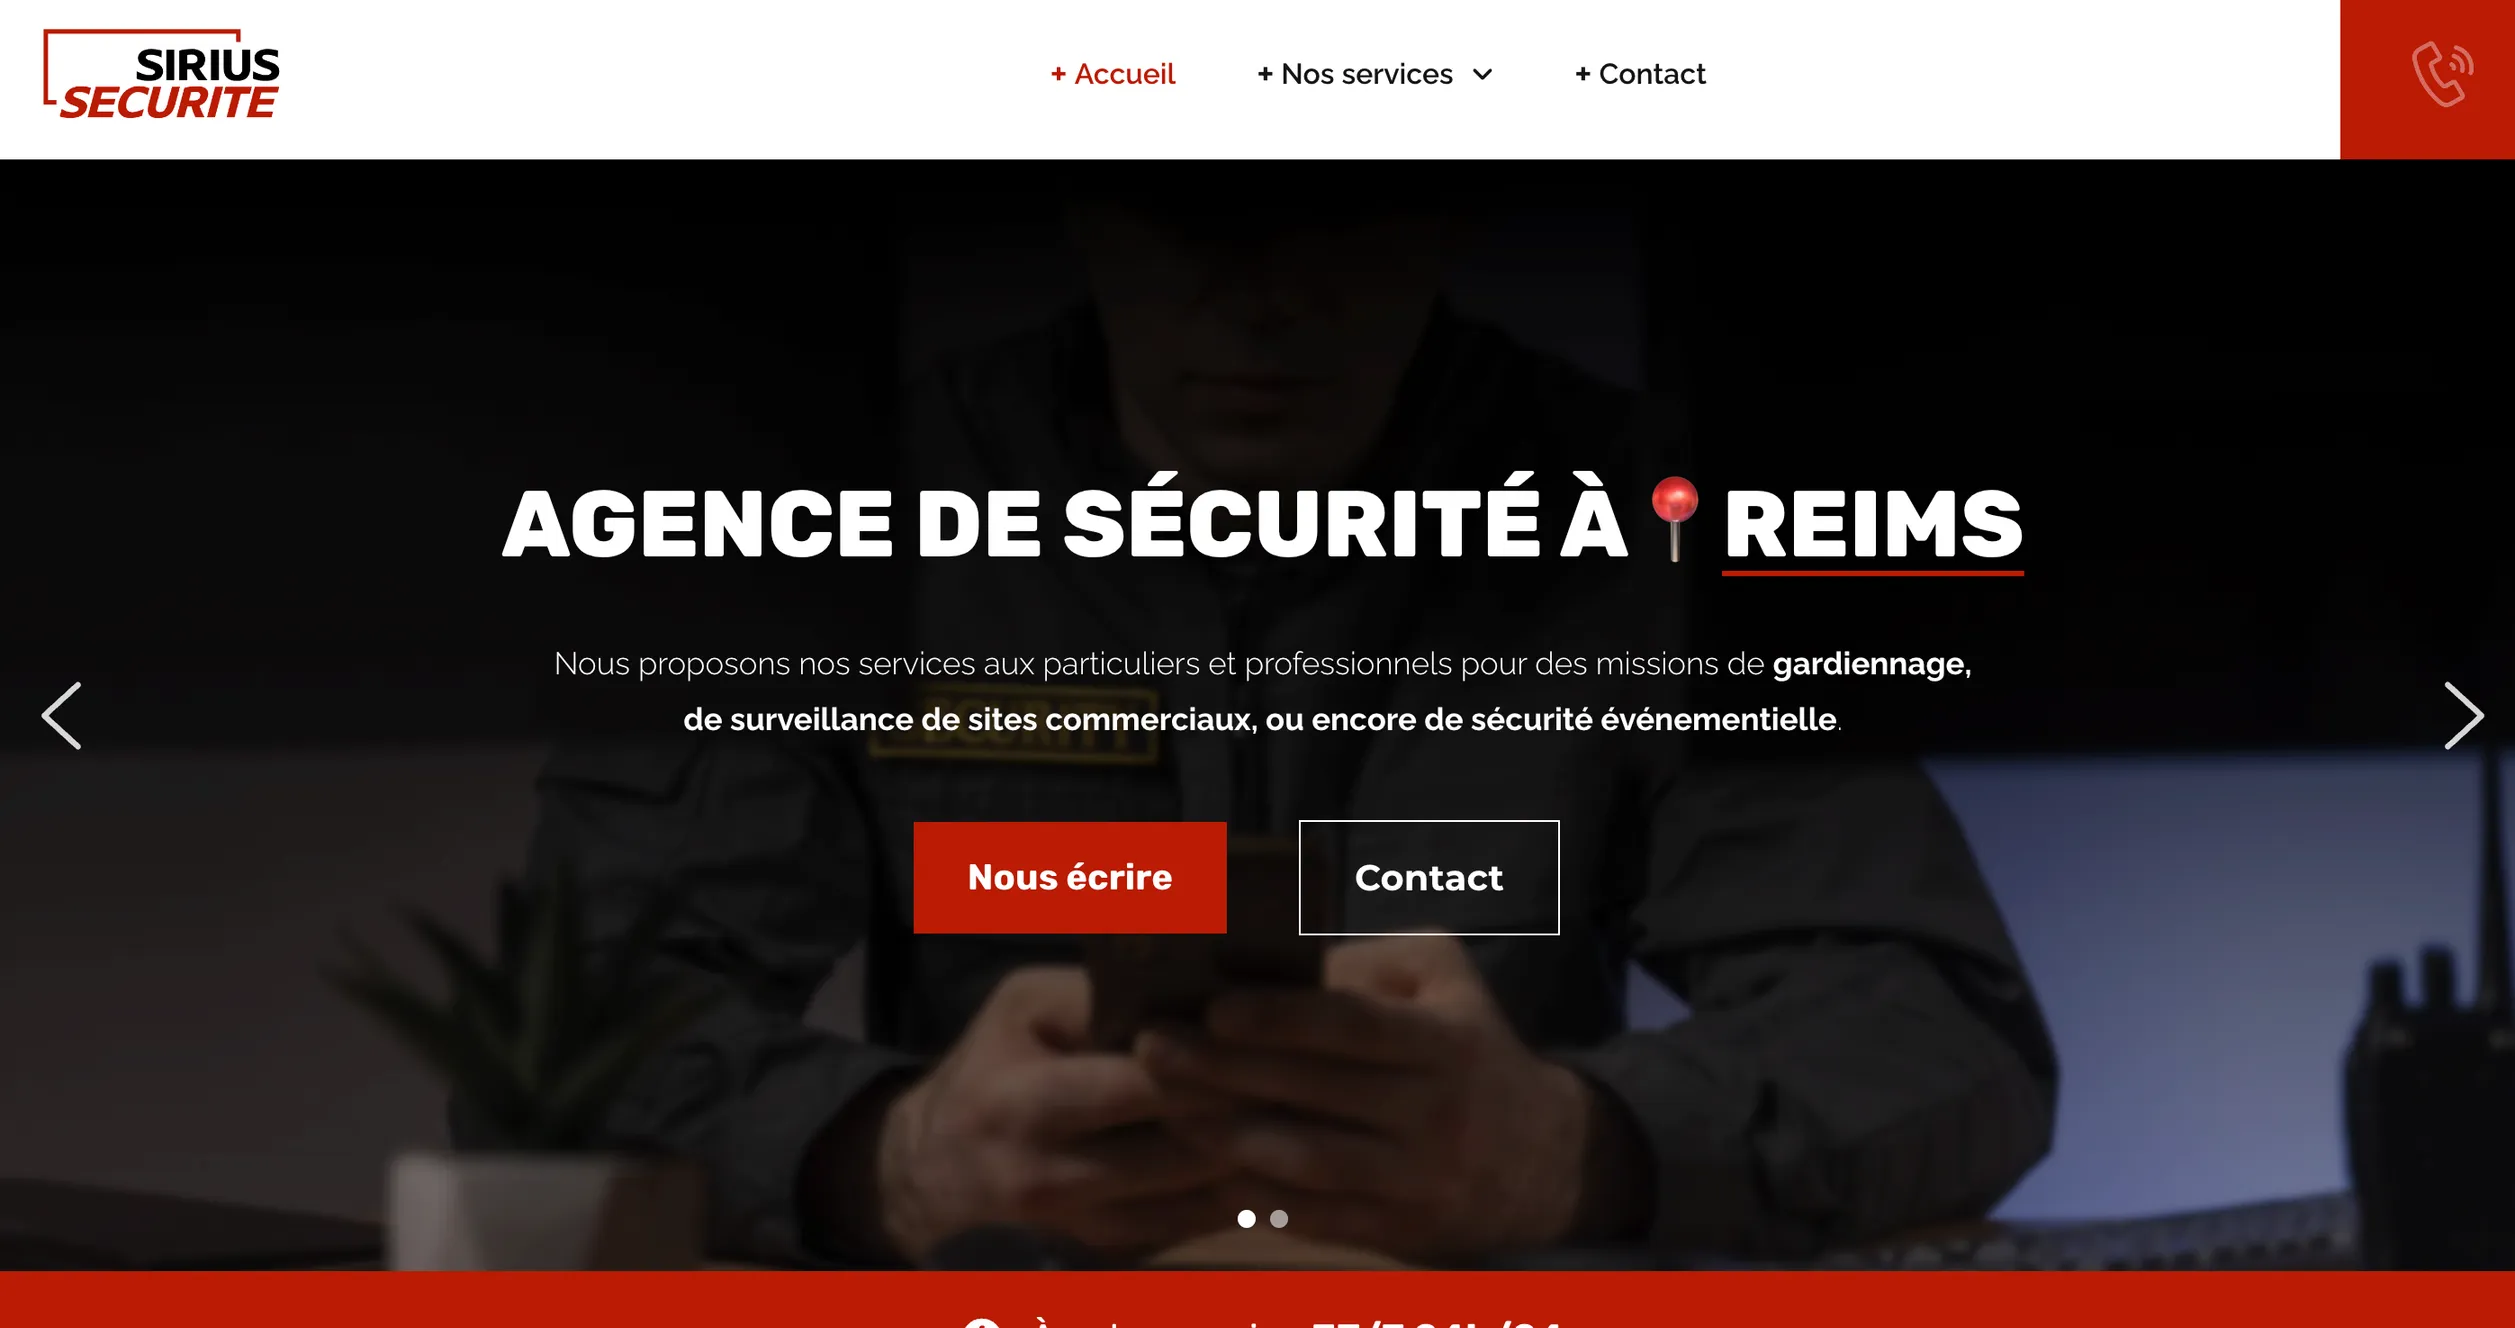 SIRIUS
SECURITE
+ Accueil
+ Nos services
+ Contact
AGENCE DE SÉCURITÉ À📍 REIMS
Nous proposons nos services aux particuliers et professionnels pour des missions de gardiennage,
de surveillance de sites commerciaux, ou encore de sécurité événementielle.
SECURITY
Nous écrire
Contact